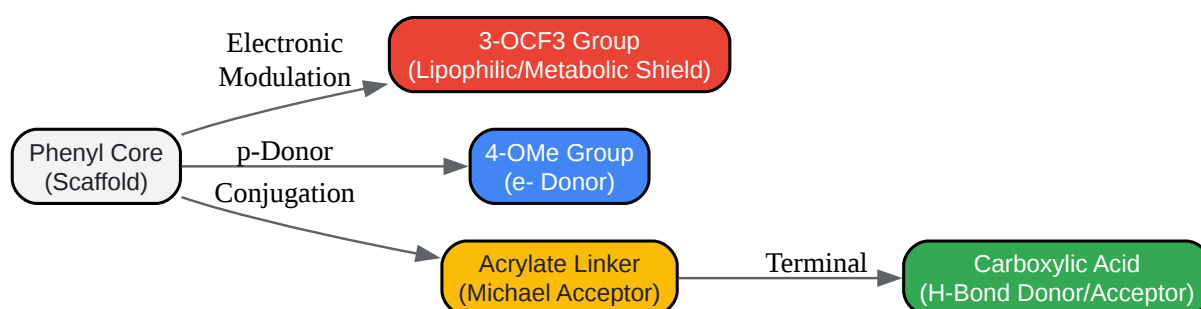 Electronic
Modulation
3-OCF3 Group
(Lipophilic/Metabolic Shield)
Phenyl Core
(Scaffold)
p-Donor
4-OMe Group
(e- Donor)
Conjugation
Acrylate Linker
(Michael Acceptor)
Terminal
Carboxylic Acid
(H-Bond Donor/Acceptor)